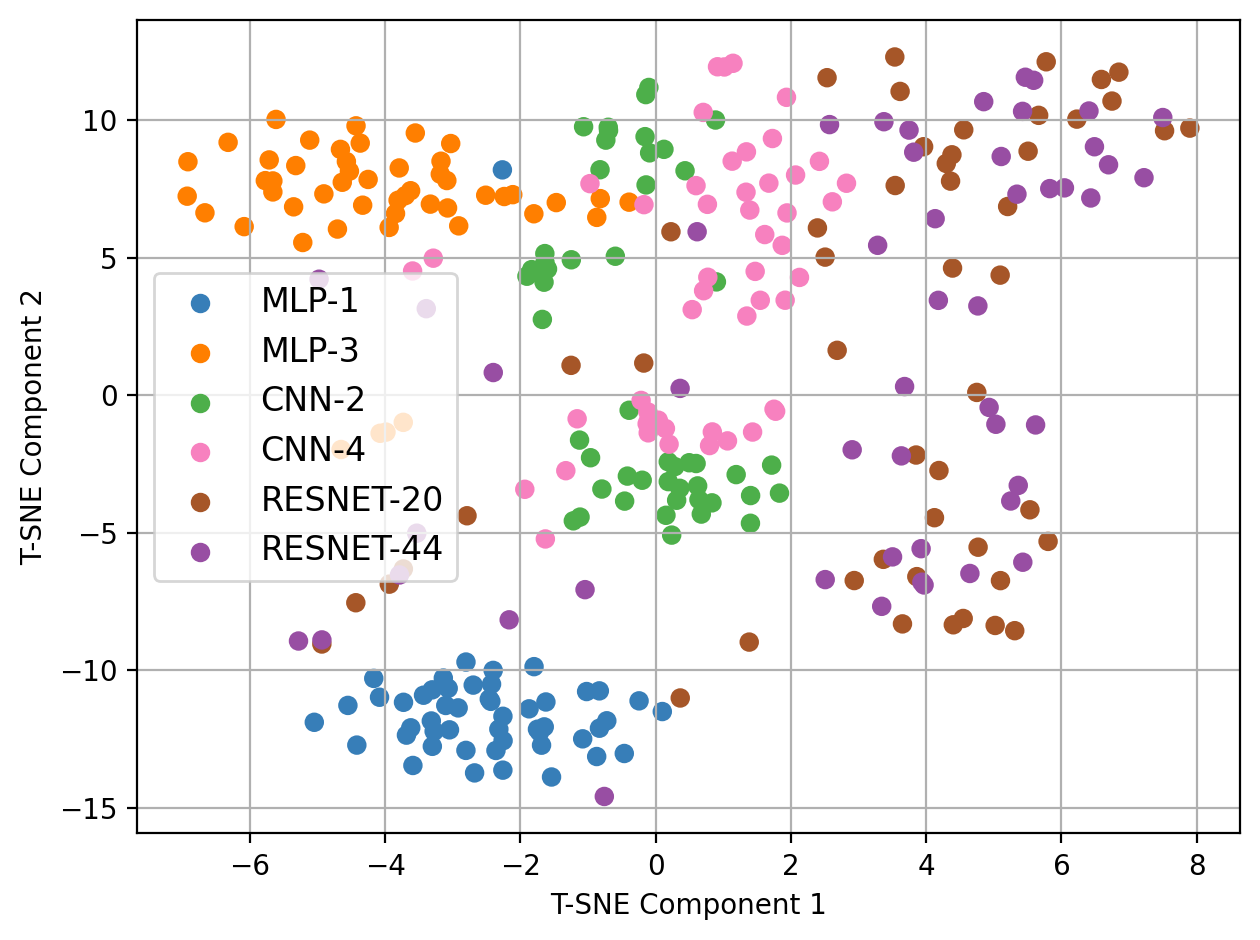 T-SNE Component 2
10
5
0
−5
−10
−15
MLP-1
MLP-3
CNN-2
CNN-4
RESNET-20
RESNET-44
−6 −4 −2 0 2 4 6 8
T-SNE Component 1